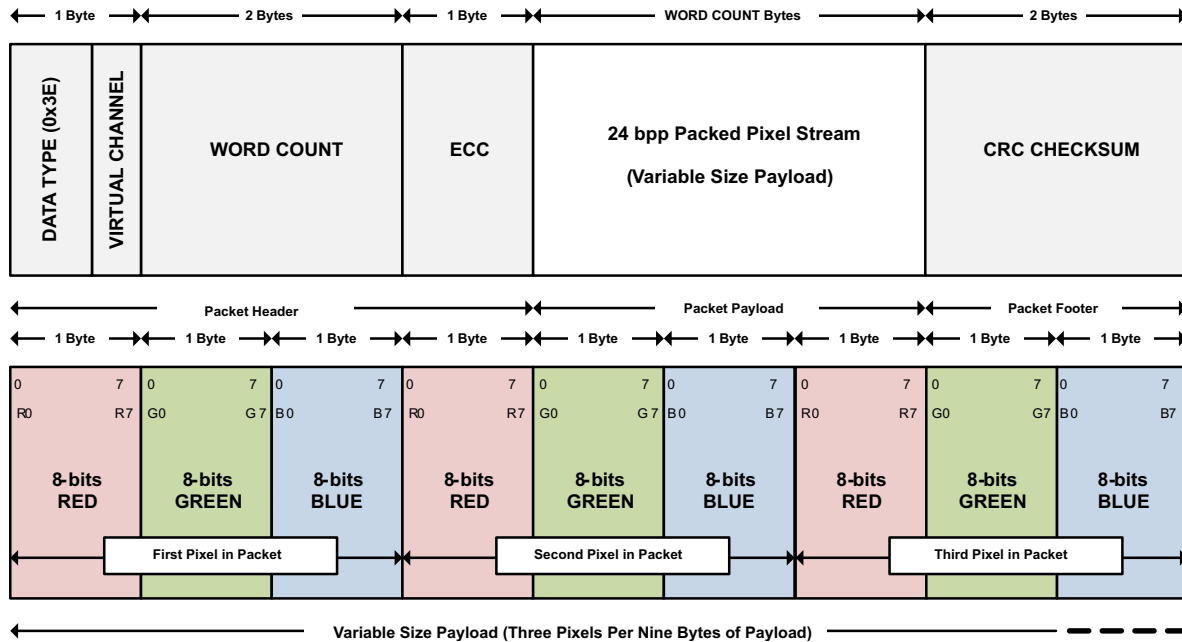 1 Byte 2 Bytes 1 Byte WORD COUNT Bytes 2 Bytes
DATA TYPE (0x3E)
VIRTUAL CHANNEL
WORD COUNT
ECC
24 bpp Packed Pixel Stream
(Variable Size Payload)
CRC CHECKSUM
Packet Header Packet Payload Packet Footer
1 Byte 1 Byte 1 Byte 1 Byte 1 Byte 1 Byte 1 Byte 1 Byte 1 Byte
0 7 0 7 0 7 0 7 0 7 0 7 0 7 0 7 0 7
R0 R7 G0 G7 B0 B7 R0 R7 G0 G7 B0 B7 R0 R7 G0 G7 B0 B7
8-bits 8-bits 8-bits 8-bits 8-bits 8-bits 8-bits 8-bits 8-bits
RED GREEN BLUE RED GREEN BLUE RED GREEN BLUE
First Pixel in Packet Second Pixel in Packet Third Pixel in Packet
Variable Size Payload (Three Pixels Per Nine Bytes of Payload)